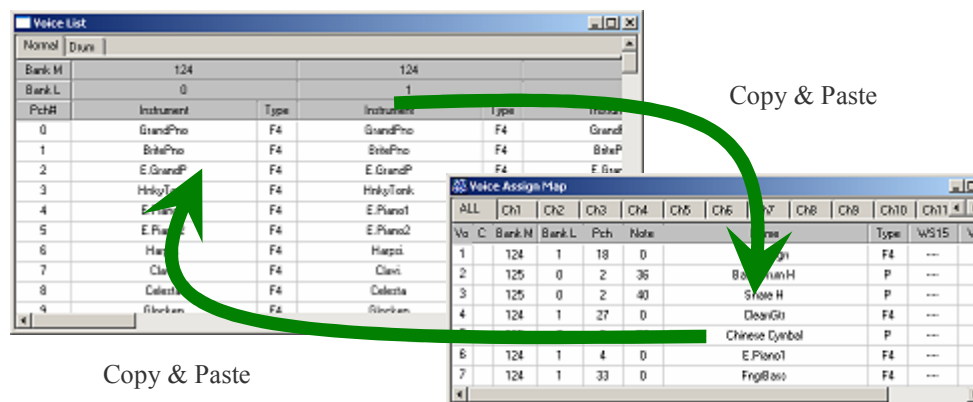 Voice List
Normal Drum
Bank M 124 124
Bank L 0 1
Pch# Instrument Type Instrument Type
0 GrandPno F4 GrandPno F4
1 BritePno F4 BritePno F4
2 E.GrandP F4 E.GrandP F4
3 F4 HnkyTonk F4
4 F4 E.Piano1 F4
5 F4 E.Piano2 F4
6 F4 Harpsi. F4
7 F4 Clavi. F4
8 Celesta F4 Celesta
9 Glocken F4 Glocken
Copy & Paste
Voice Assign Map
ALL Ch1 Ch2 Ch3 Ch4 Ch5 Ch6 Ch8 Ch9 Ch10 Ch11
Vo C Bank M Bank L Pch Note Type WS15
1 124 1 18 0 F4 ---
2 125 0 2 36 P ---
3 125 0 2 40 Snare H P ---
4 124 1 27 0 CleanGtr F4 ---
Chinese Cymbal P ---
6 124 1 4 0 E.Piano1 F4 ---
7 124 1 33 0 FngrBass F4 ---
Copy & Paste